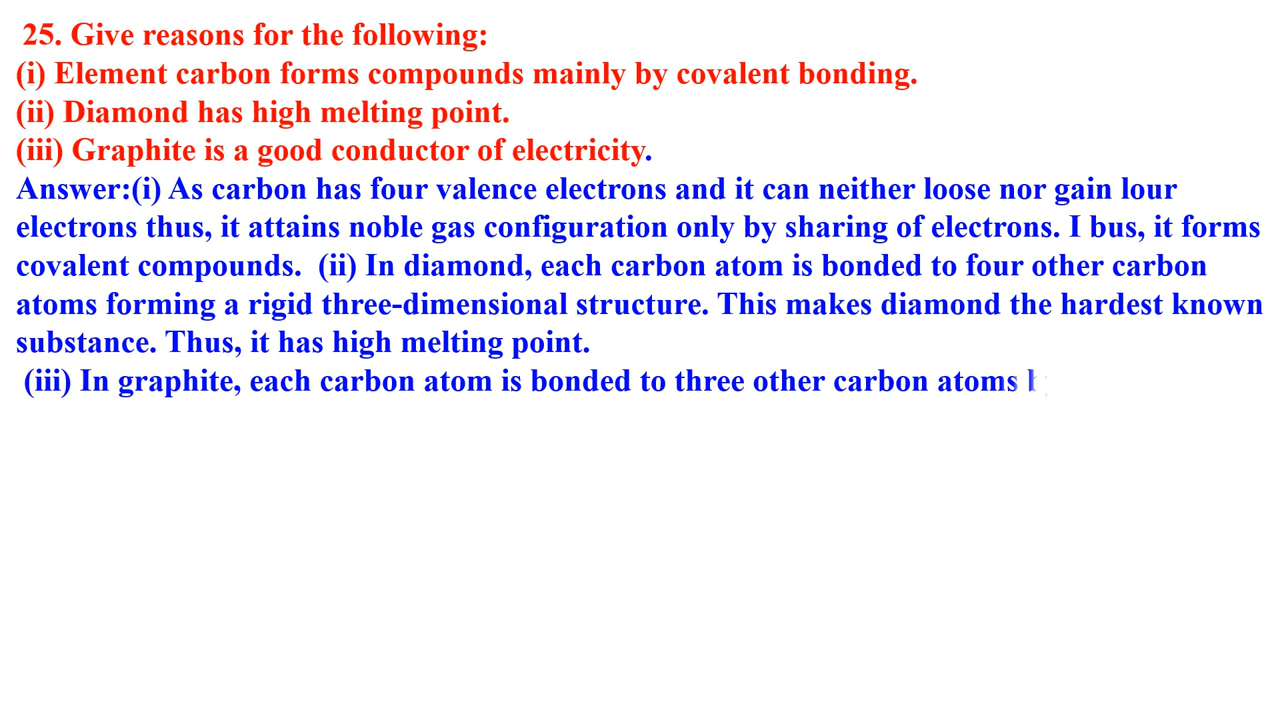 25. Give reasons for the following:
(i) Element carbon forms compounds mainly by covalent bonding.
(ii) Diamond has high melting point.
(iii) Graphite is a good conductor of electricity.
Answer:(i) As carbon has four valence electrons and it can neither loose nor gain lour
electrons thus, it attains noble gas configuration only by sharing of electrons. I bus, it forms
covalent compounds. (ii) In diamond, each carbon atom is bonded to four other carbon
atoms forming a rigid three-dimensional structure. This makes diamond the hardest known
substance. Thus, it has high melting point.
(iii) In graphite, each carbon atom is bonded to three other carbon atoms